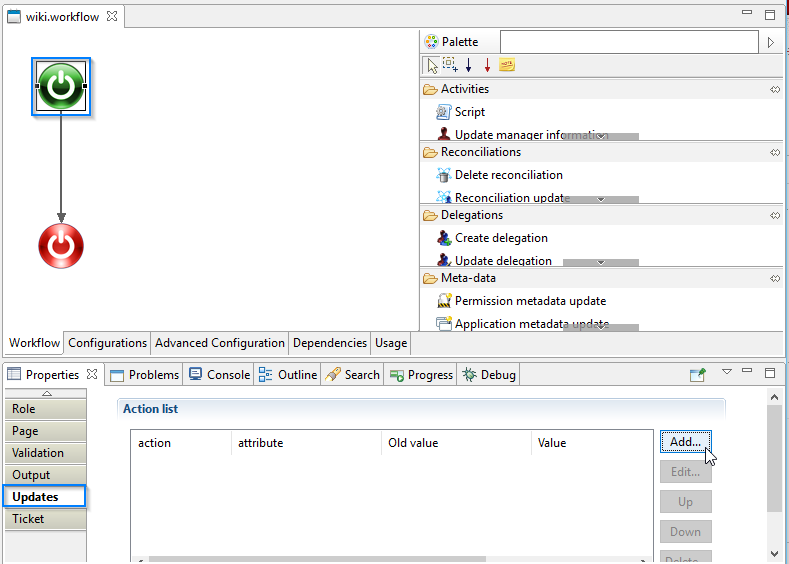 wiki.workflow
Palette
Activities
Script
Update manager information
Reconciliations
Delete reconciliation
Reconciliation update
Delegations
Create delegation
Update delegation
Meta-data
Permission metadata update
Application metadata update
Workflow Configurations Advanced Configuration Dependencies Usage
Properties Problems Console Outline Search Progress Debug
Role
Page
Validation
Output
Updates
Ticket
Action list
action attribute Old value Value
Add...
Edit...
Up
Down
Delete...